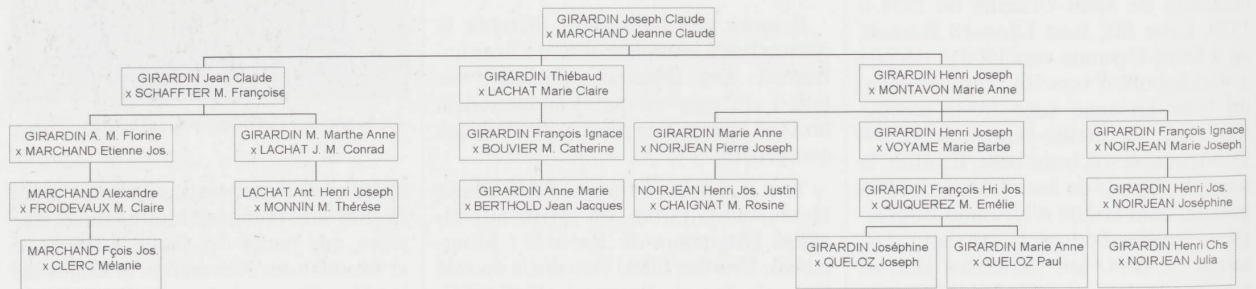 GIRARDIN Joseph Claude
x MARCHAND Jeanne Claude
GIRARDIN Jean Claude
x SCHAFFTER M. Françoise
GIRARDIN Thiébaud
x LACHAT Marie Claire
GIRARDIN Henri Joseph
x MONTAVON Marie Anne
GIRARDIN A. M. Florine
x MARCHAND Etienne Jos.
GIRARDIN M. Marthe Anne
x LACHAT J. M. Conrad
GIRARDIN François Ignace
x BOUVIER M. Catherine
GIRARDIN Marie Anne
x NOIRJEAN Pierre Joseph
GIRARDIN Henri Joseph
x VOYAME Marie Barbe
GIRARDIN François Ignace
x NOIRJEAN Marie Joseph
MARCHAND Alexandre
x FROIDEVAUX M. Claire
LACHAT Ant. Henri Joseph
x MONNIN M. Thérèse
GIRARDIN Anne Marie
x BERTHOLD Jean Jacques
NOIRJEAN Henri Jos. Justin
x CHAIGNAT M. Rosine
GIRARDIN François Hri Jos.
x QUIQUEREZ M. Emélie
GIRARDIN Henri Jos.
x NOIRJEAN Joséphine
MARCHAND Fçois Jos.
x CLERC Mélanie
GIRARDIN Joséphine
x QUELOZ Joseph
GIRARDIN Marie Anne
x QUELOZ Paul
GIRARDIN Henri Chs
x NOIRJEAN Julia